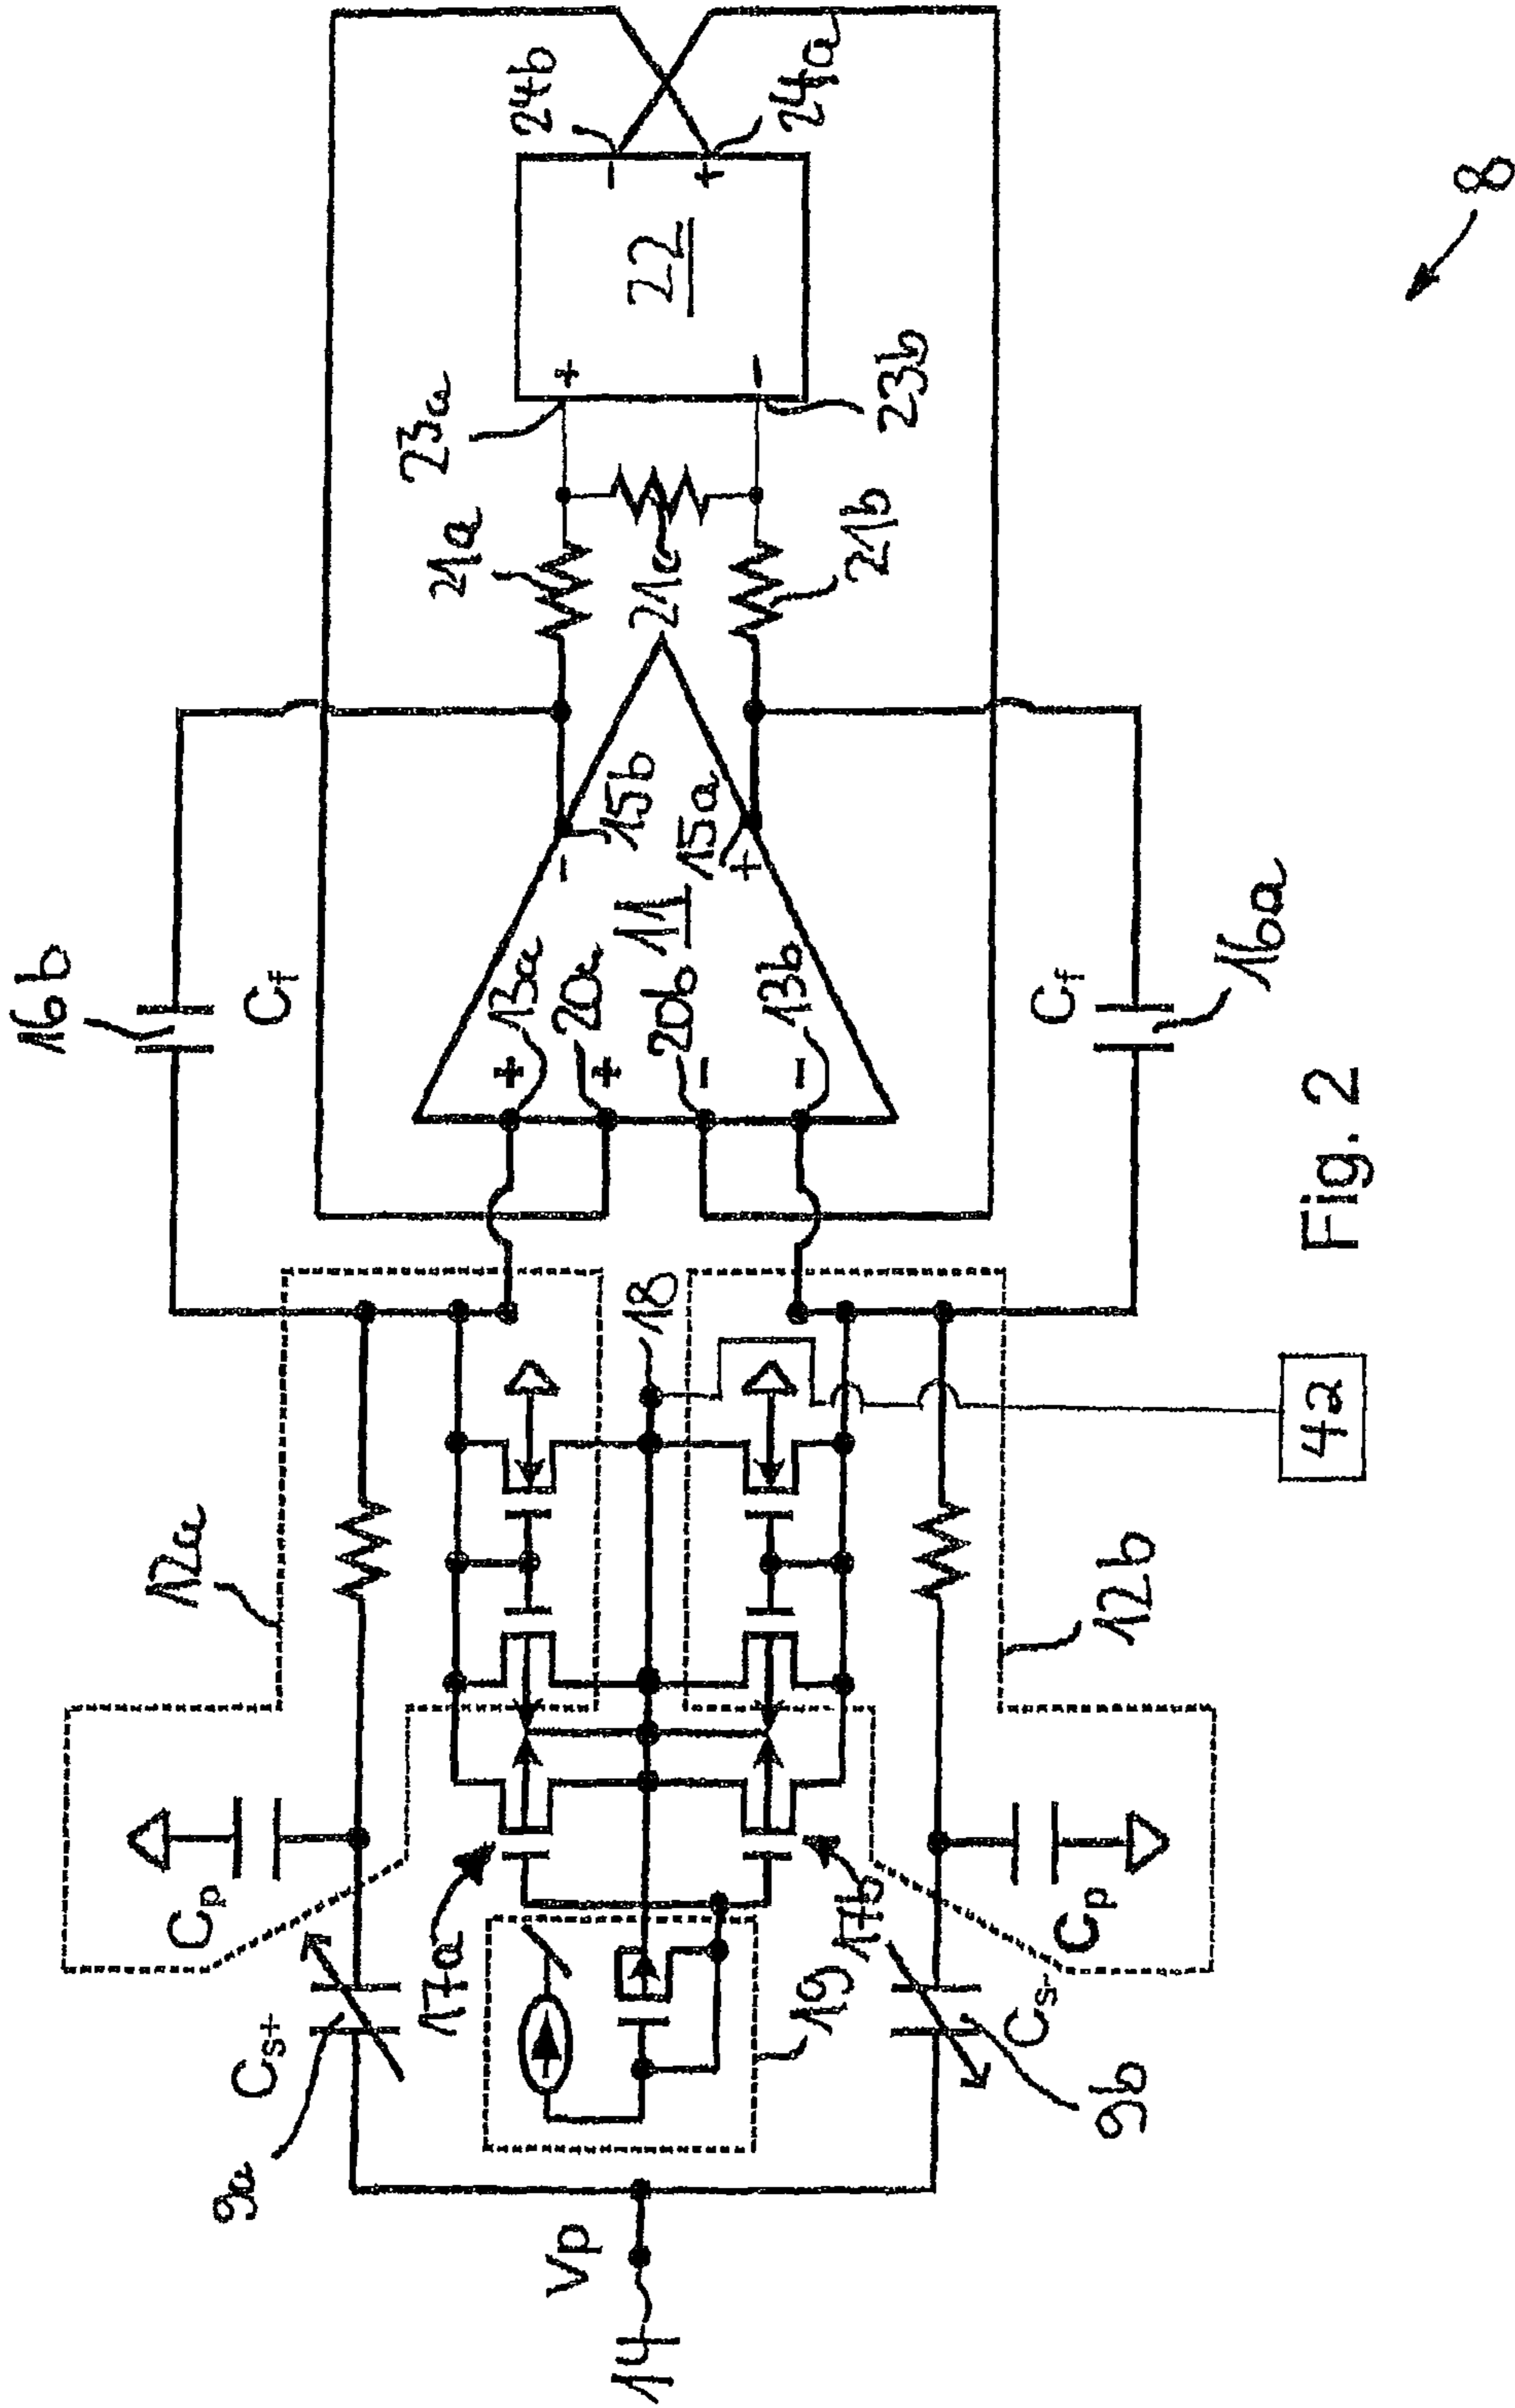 16b
Cf
24b
24a
22
+
-
-
+
23a
23b
21a
21c
21b
11
+
13a
+
20a
-
20b
-
13b
-
15b
15a
+
Cf
16a
12a
18
42
12b
Cp
Cp
17a
17b
19
Cs+
Cs-
9a
9b
Vp
14
8
Fig. 2